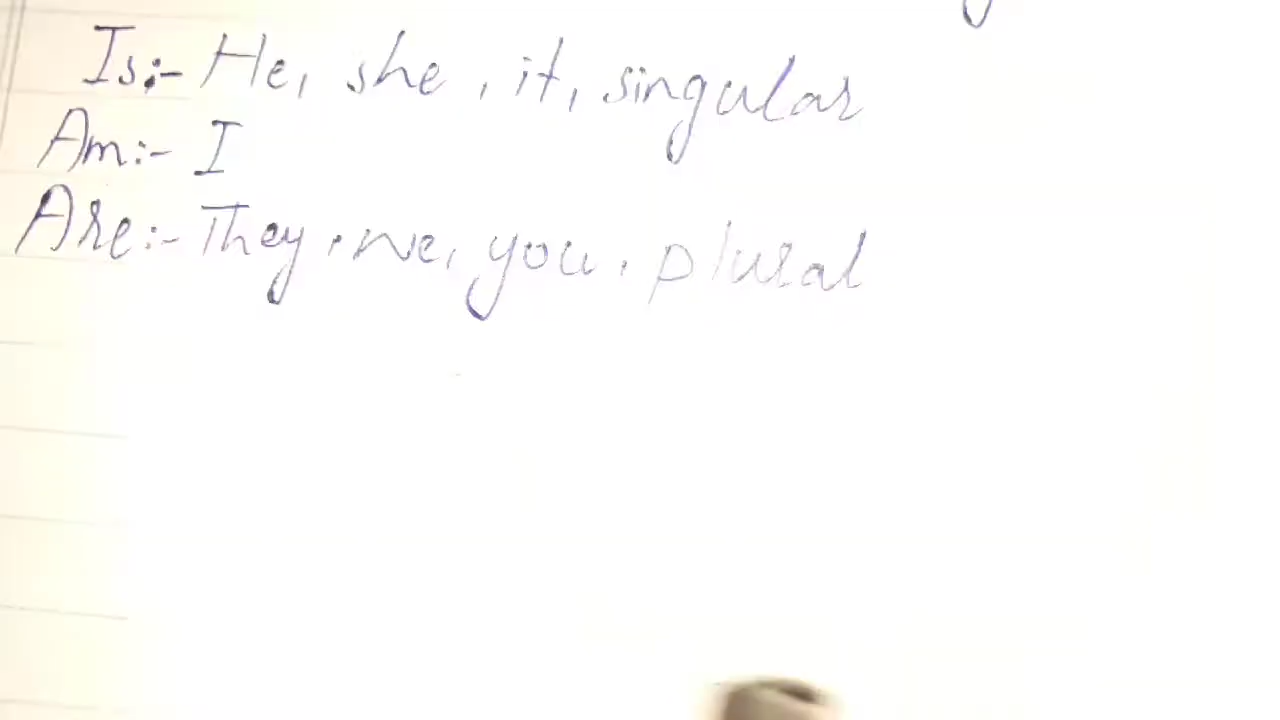 Is:- He, she, it, singular
Am:- I
Are:- They, we, you, plural